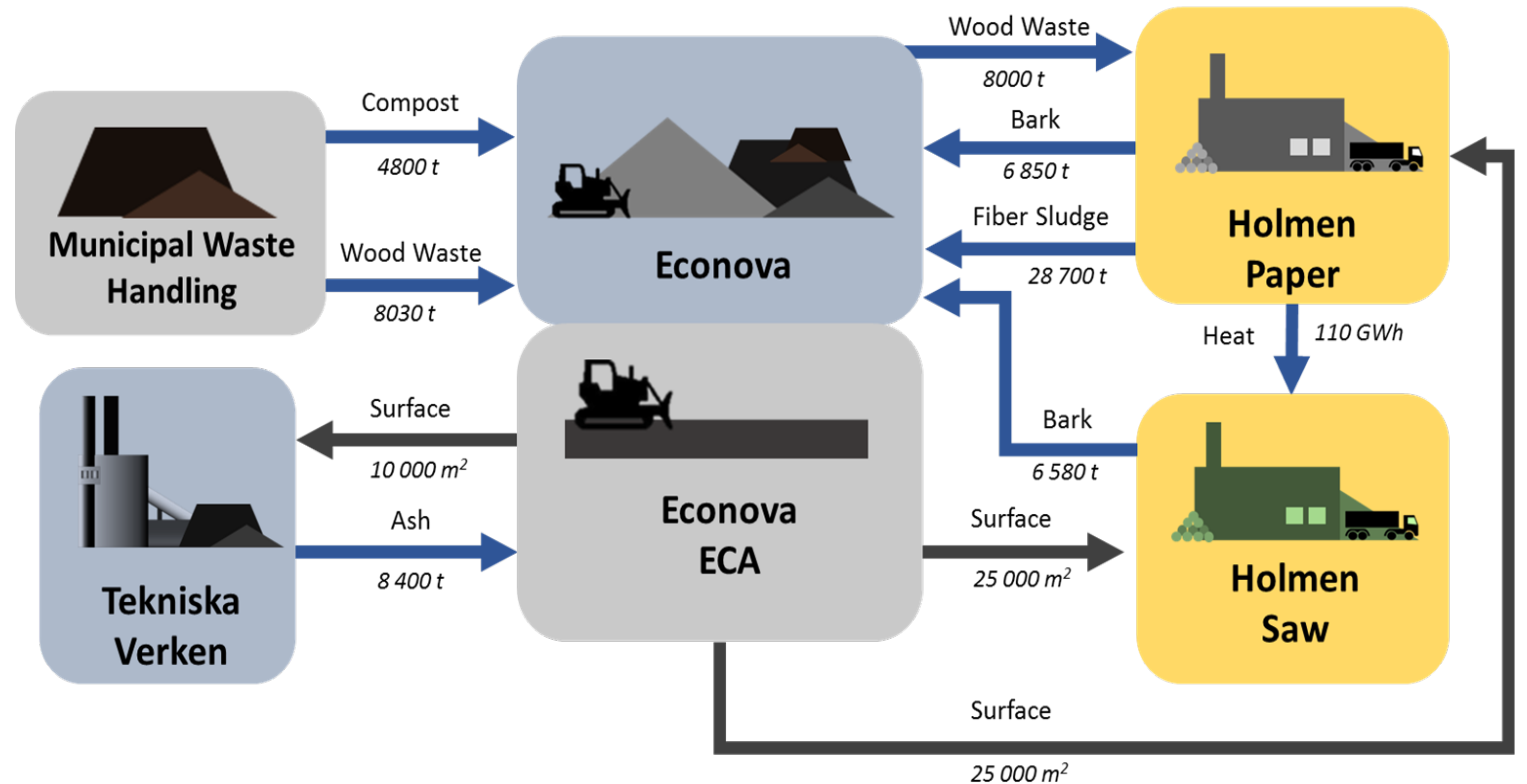 Wood Waste
8000 t
Compost
4800 t
Bark
6 850 t
Municipal Waste
Handling
Wood Waste
8030 t
Econova
Fiber Sludge
28 700 t
Holmen
Paper
Heat
110 GWh
Surface
10 000 m²
Bark
6 580 t
Econova
ECA
Ash
8 400 t
Surface
25 000 m²
Tekniska
Verken
Holmen
Saw
Surface
25 000 m²